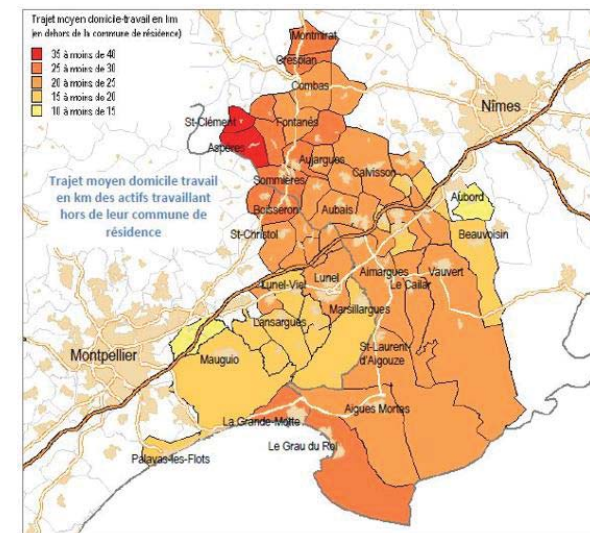 Trajet moyen domicile-travail en km
(en dehors de la commune de
résidence)
35 à moins de 40
25 à moins de 30
20 à moins de 25
15 à moins de 20
10 à moins de 15
Trajet moyen domicile travail
en km des actifs travaillant
hors de leur commune de
résidence
Montmirat
Crespian
Combas
Nîmes
St-Clément
Fontanès
Aspères
Aujargues
Calvisson
Sommières
Aubord
Boisseron
Aubais
St-Christol
Beauvoisin
Lunel
Aimargues
Vauvert
Lunel-Viel
Le Cailar
Lansargues
Marsillargues
Montpellier
Mauguio
St-Laurent-
d'Aigouze
La Grande-Motte
Aigues Mortes
Palavas-les-Flots
Le Grau du Roi